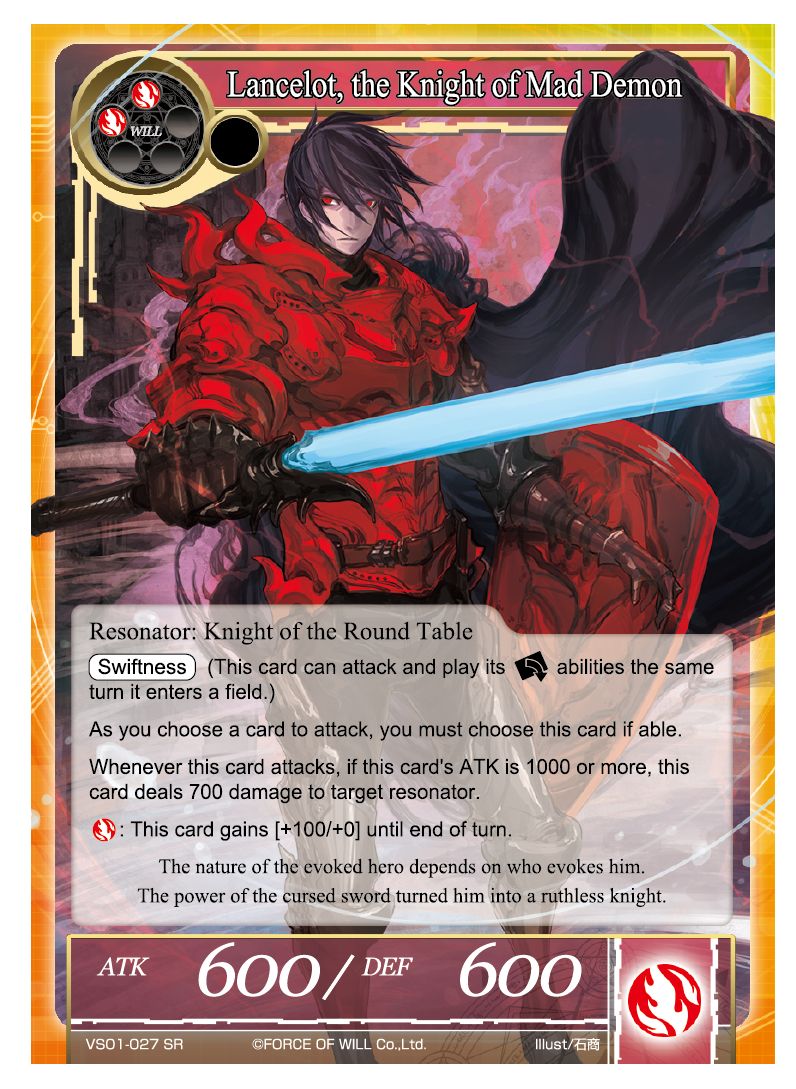 Lancelot, the Knight of Mad Demon
WILL
Resonator: Knight of the Round Table
Swiftness (This card can attack and play its abilities the same
turn it enters a field.)
As you choose a card to attack, you must choose this card if able.
Whenever this card attacks, if this card's ATK is 1000 or more, this
card deals 700 damage to target resonator.
: This card gains [+100/+0] until end of turn.
The nature of the evoked hero depends on who evokes him.
The power of the cursed sword turned him into a ruthless knight.
ATK 600 / DEF 600
VS01-027 SR ©FORCE OF WILL Co.,Ltd. Illust/石商